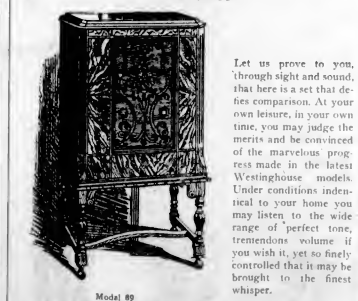 Let us prove to you,
through sight and sound,
that here is a set that de-
fies comparison. At your
own leisure, in your own
time, you may judge the
merits and be convinced
of the marvelous prog-
ress made in the latest
Westinghouse models.
Under conditions inden-
tical to your home you
may listen to the wide
range of perfect tone,
tremendous volume if
you wish it, yet so finely
controlled that it may be
brought to the finest
whisper.
Model 89